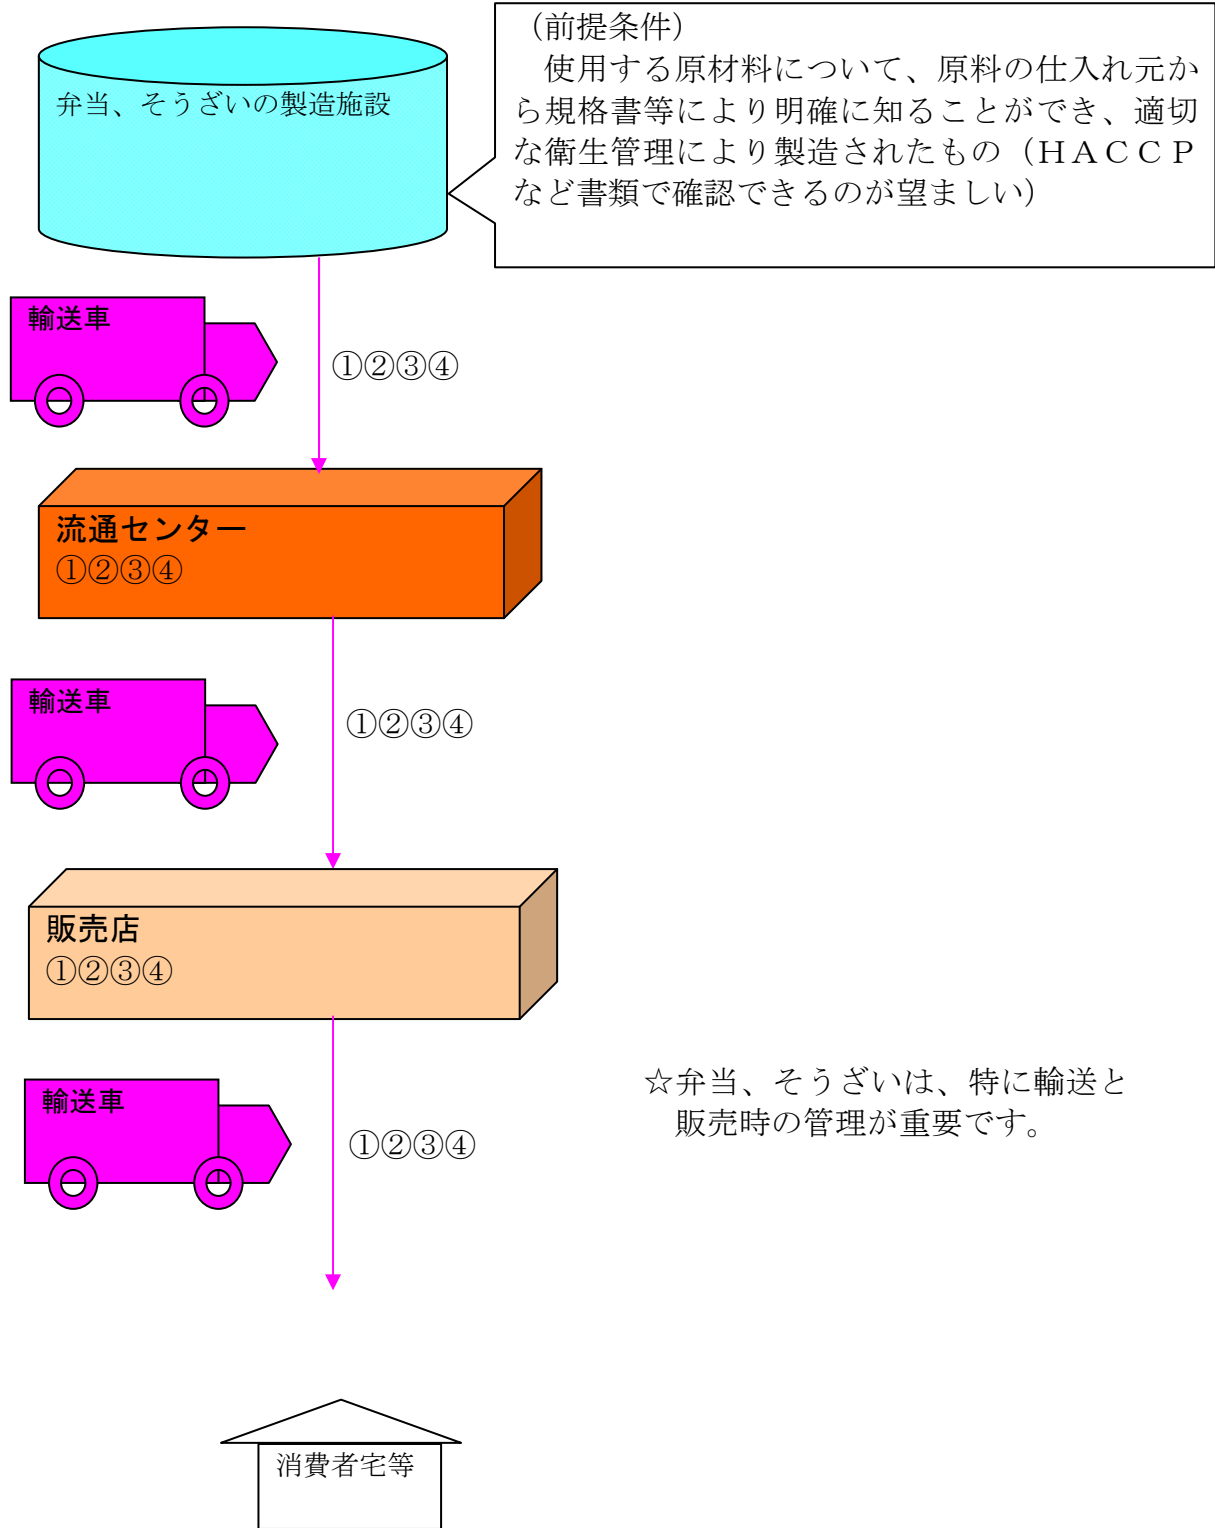 （前提条件）
使用する原材料について、原料の仕入れ元か
ら規格書等により明確に知ることができ、適切
な衛生管理により製造されたもの（ＨＡＣＣＰ
など書類で確認できるのが望ましい）
弁当、そうざいの製造施設
輸送車
①②③④
流通センター
①②③④
輸送車
①②③④
販売店
①②③④
輸送車
①②③④
☆弁当、そうざいは、特に輸送と
販売時の管理が重要です。
消費者宅等